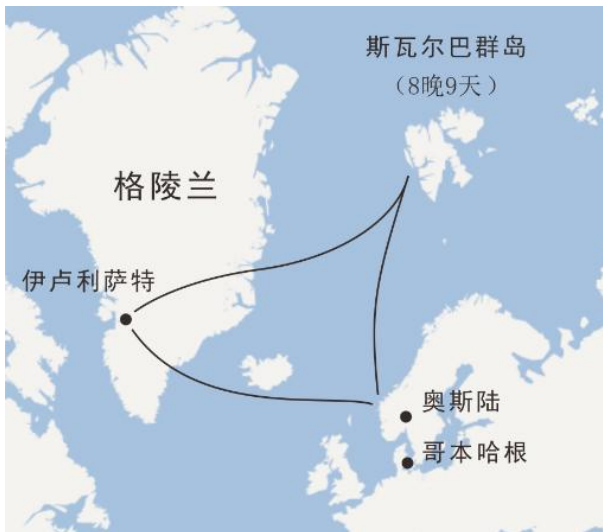 斯瓦尔巴群岛
（8晚9天）
格陵兰
伊卢利萨特
奥斯陆
哥本哈根